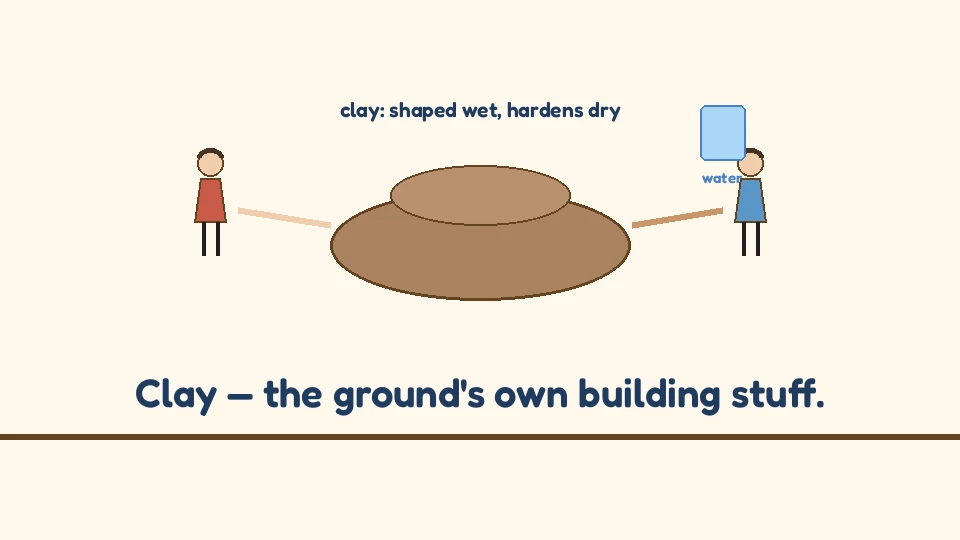 clay: shaped wet, hardens dry
water
Clay — the ground's own building stuff.